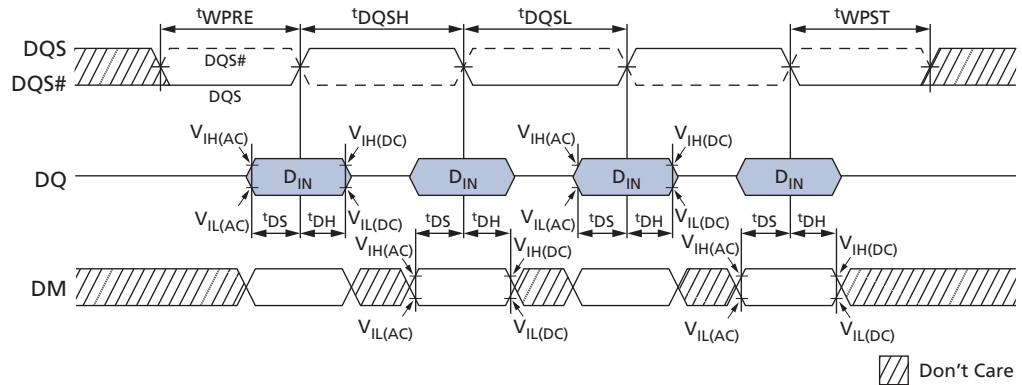 tWPRE tDQSH tDQSL tWPST
DQS
DQS#
DQS#
DQS
VIH(AC) VIH(DC) VIH(AC) VIH(DC)
DQ DIN DIN DIN DIN
VIL(AC) tDS tDH VIL(DC) VIL(AC) tDS tDH VIL(DC)
VIH(AC) tDS tDH VIH(DC) VIH(AC) tDS tDH VIH(DC)
DM
VIL(AC) VIL(DC) VIL(AC) VIL(DC)
Don't Care